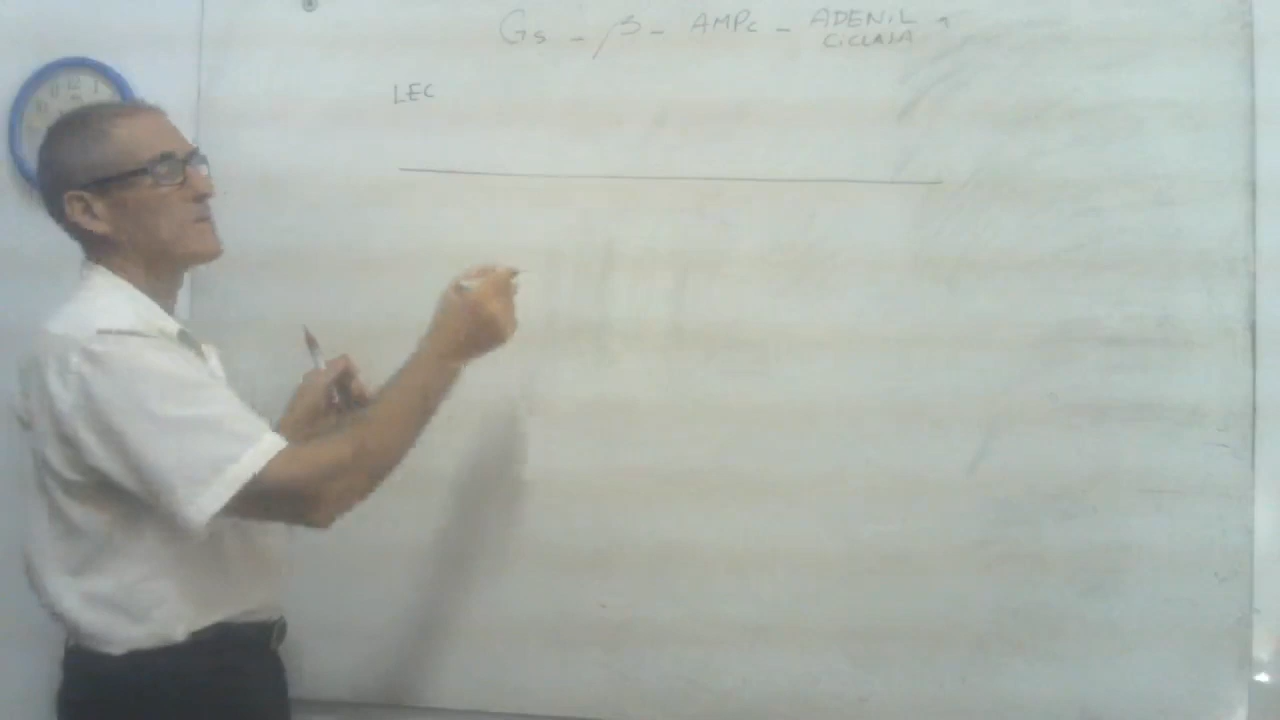 Gs - β - AMPc - ADENIL
CICLASA
LEC